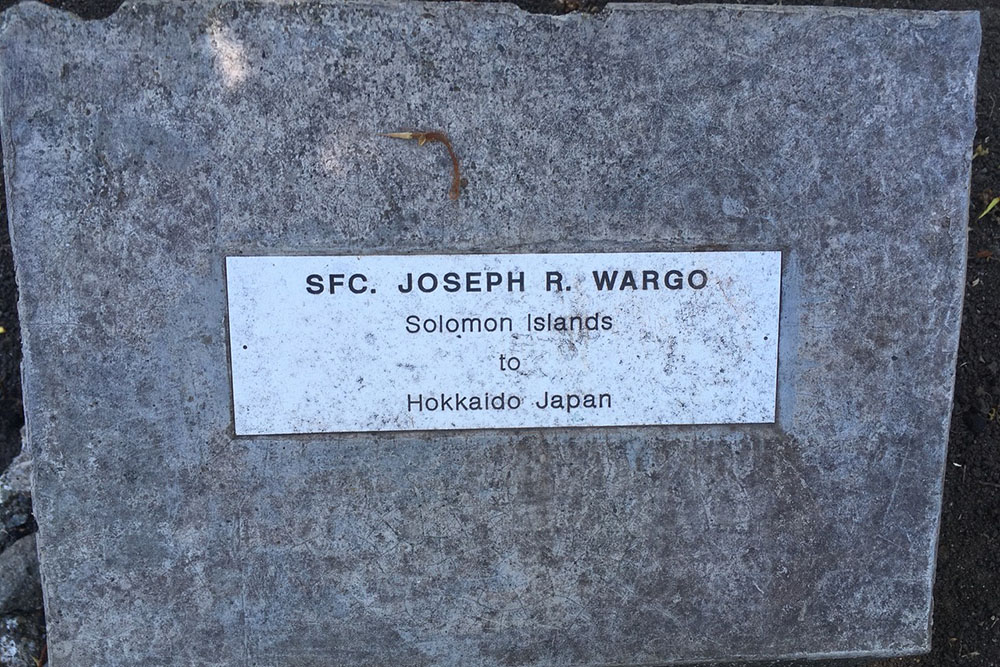 SFC. JOSEPH R. WARGO
Solomon Islands
to
Hokkaido Japan